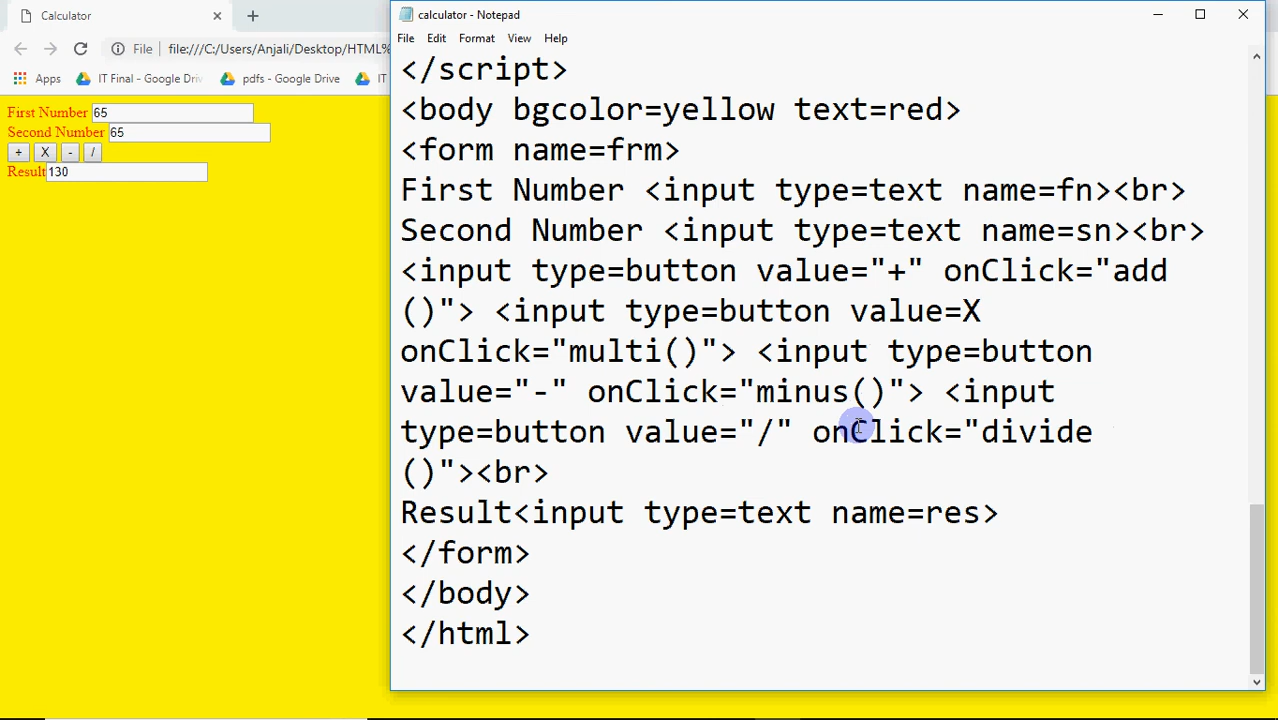 Calculator
File
file:///C:/Users/Anjali/Desktop/HTML%
Apps
IT Final - Google Driv
pdfs - Google Drive
IT
First Number 65
Second Number 65
+ X - /
Result 130
calculator - Notepad
File Edit Format View Help
</script>
<body bgcolor=yellow text=red>
<form name=frm>
First Number <input type=text name=fn><br>
Second Number <input type=text name=sn><br>
<input type=button value="+" onClick="add
()"> <input type=button value=X
onClick="multi()"> <input type=button
value="-" onClick="minus()"> <input
type=button value="/" onClick="divide
()"><br>
Result<input type=text name=res>
</form>
</body>
</html>